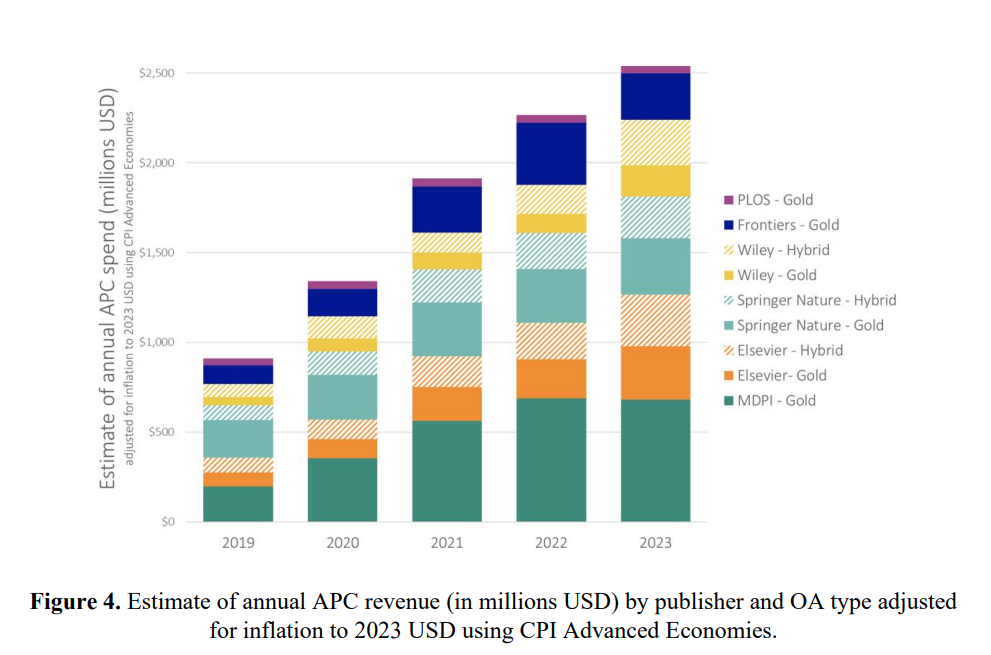 Estimate of annual APC spend (millions USD)
adjusted for inflation to 2023 USD using CPI Advanced Economies
$2,500
$2,000
$1,500
$1,000
$500
$0
2019
2020
2021
2022
2023
PLOS - Gold
Frontiers - Gold
Wiley - Hybrid
Wiley - Gold
Springer Nature - Hybrid
Springer Nature - Gold
Elsevier - Hybrid
Elsevier- Gold
MDPI - Gold
Figure 4. Estimate of annual APC revenue (in millions USD) by publisher and OA type adjusted
for inflation to 2023 USD using CPI Advanced Economies.